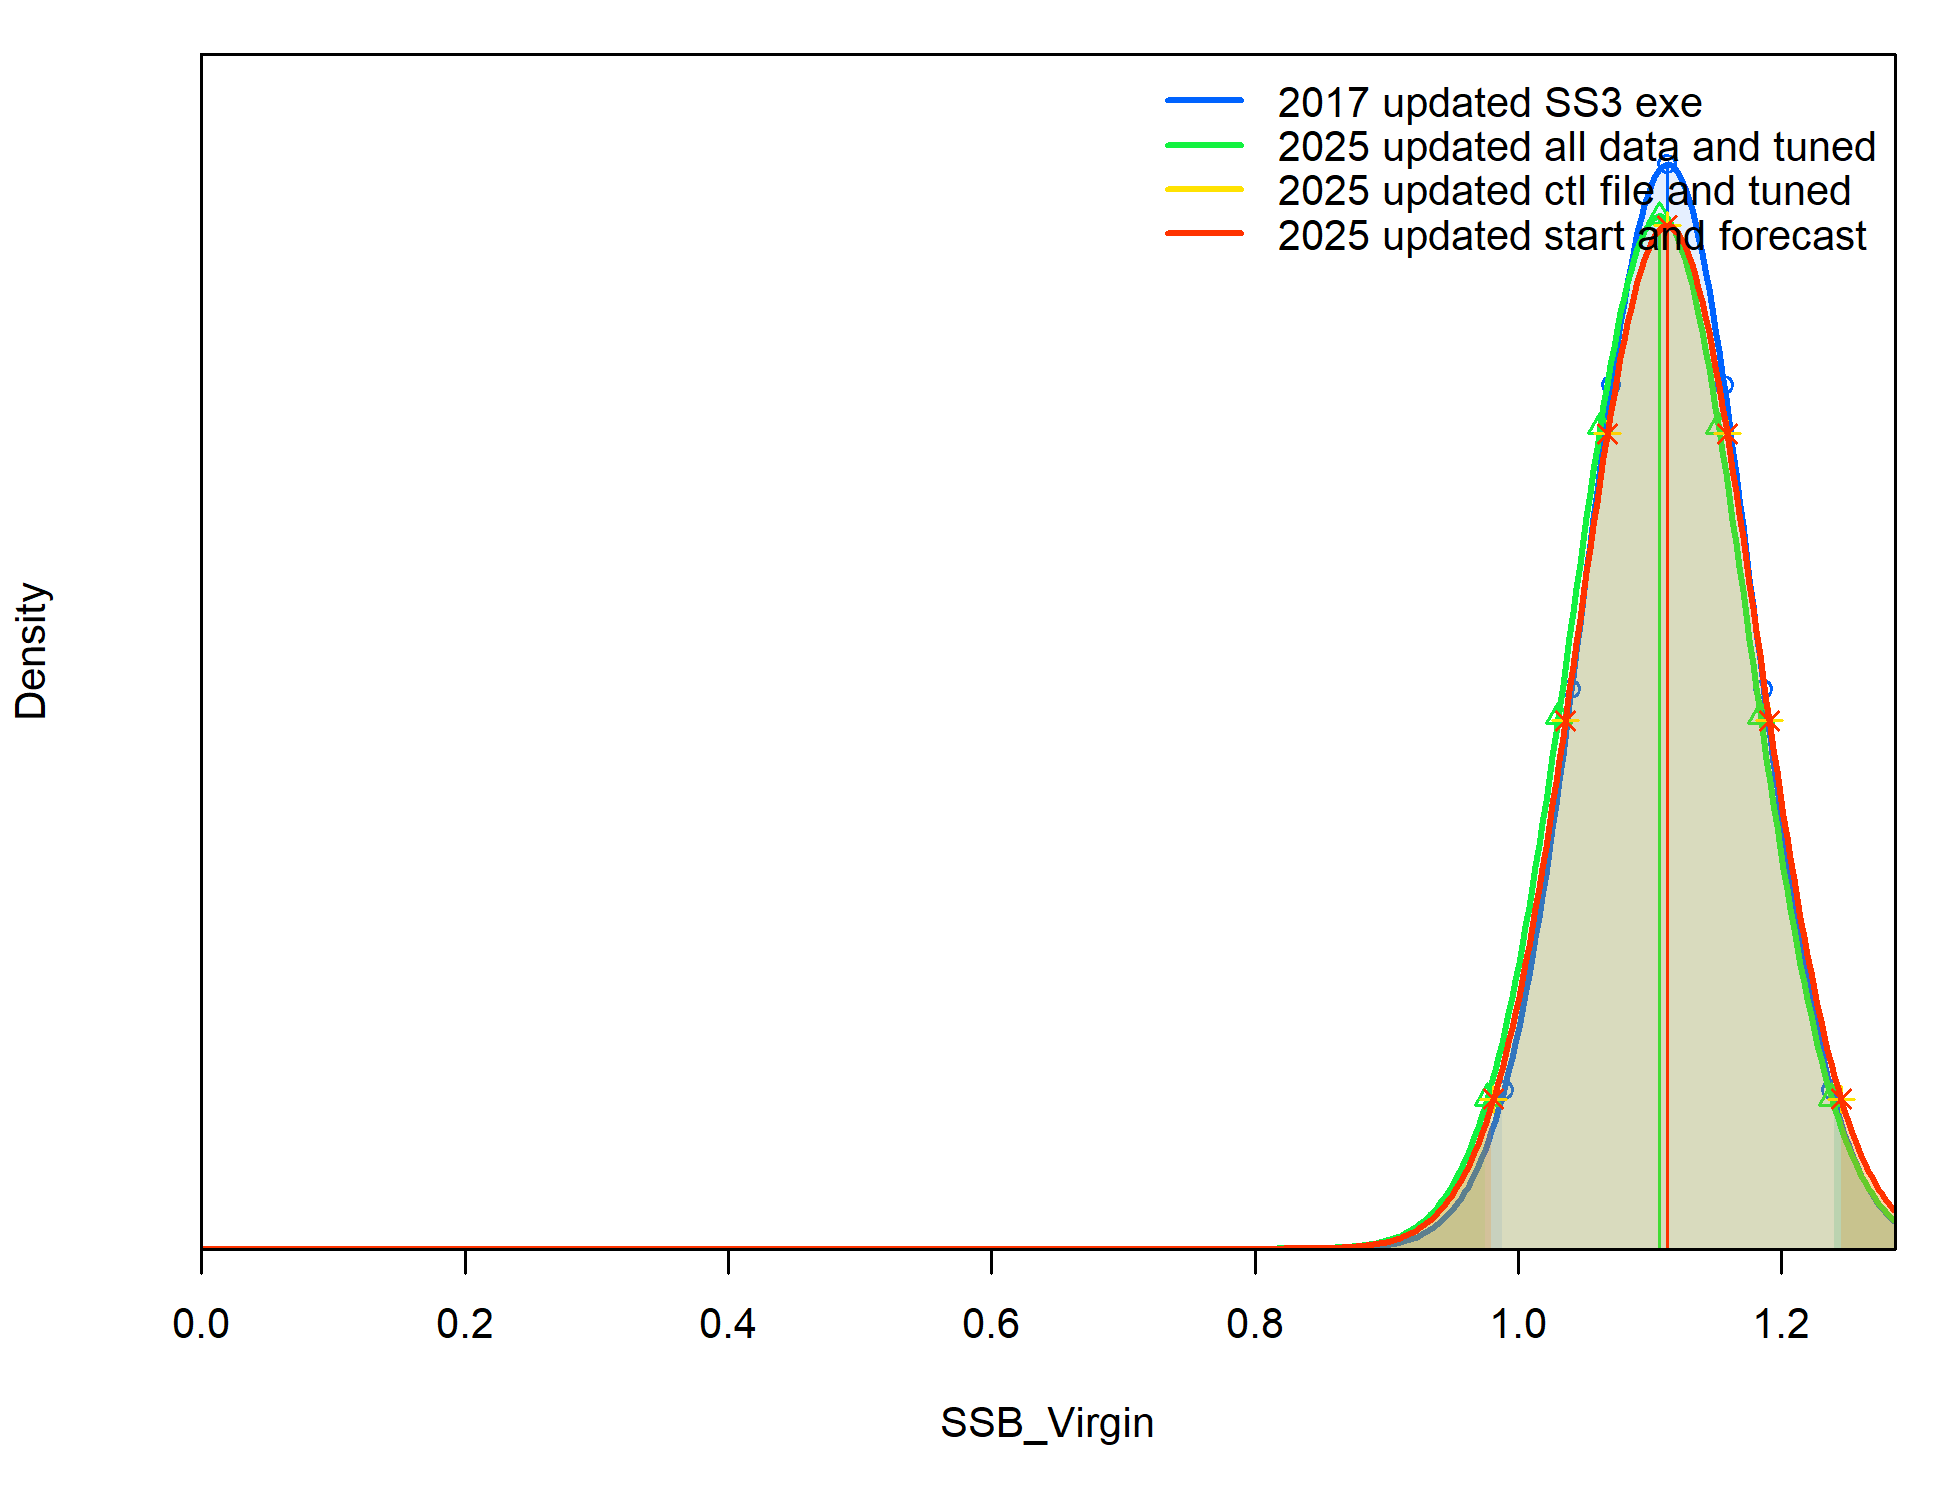 2017 updated SS3 exe
2025 updated all data and tuned
2025 updated ctl file and tuned
2025 updated start and forecast
Density
0.0 0.2 0.4 0.6 0.8 1.0 1.2
SSB_Virgin